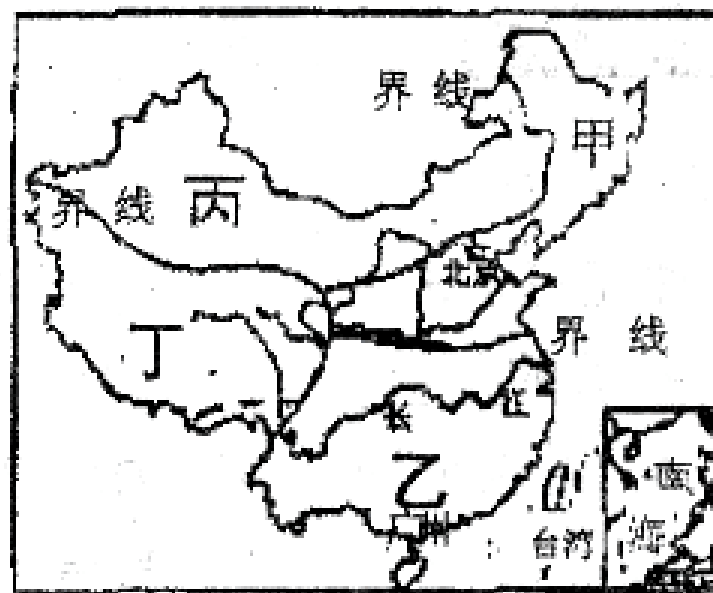 界线
甲
界线
丙
北京
丁
界线
长 江
乙
广州
台湾
南
海